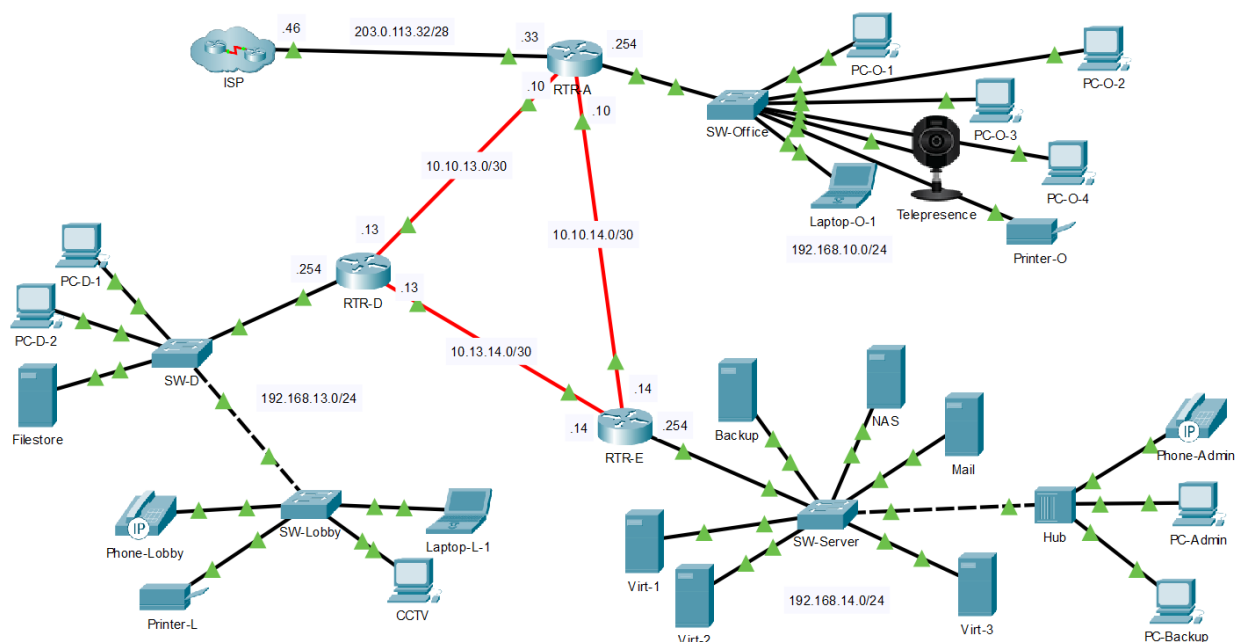 .46
203.0.113.32/28
.33
.254
ISP
RTR-A
.10
.10
PC-O-1
PC-O-2
SW-Office
PC-O-3
PC-O-4
Laptop-O-1
Telepresence
Printer-O
192.168.10.0/24
10.10.13.0/30
10.10.14.0/30
.13
.254
RTR-D
.13
PC-D-1
PC-D-2
SW-D
Filestore
192.168.13.0/24
10.13.14.0/30
.14
.14
.254
RTR-E
Backup
NAS
Mail
IP
Phone-Admin
IP
Phone-Lobby
SW-Lobby
Laptop-L-1
Printer-L
CCTV
SW-Server
Hub
PC-Admin
Virt-1
Virt-2
192.168.14.0/24
Virt-3
PC-Backup